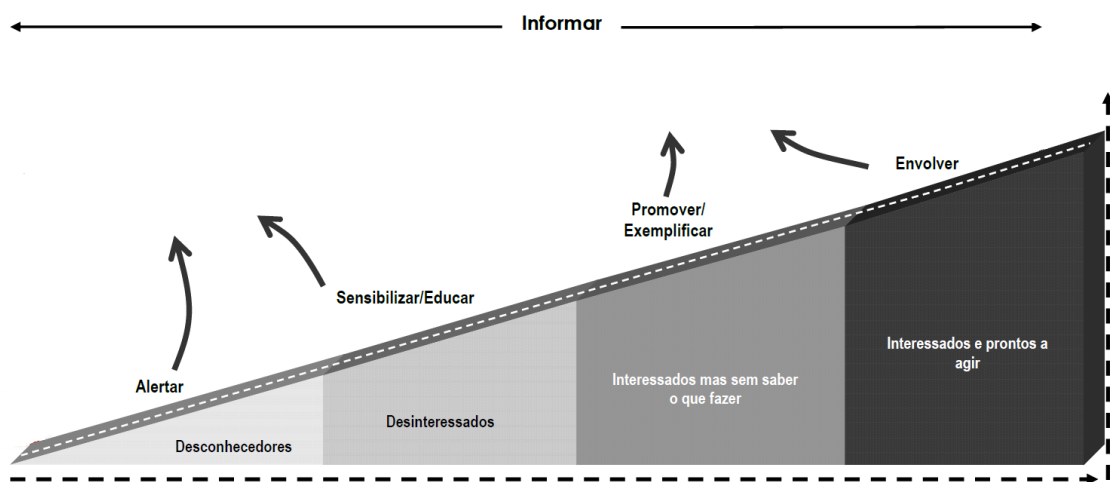 Informar
Envolver
Promover/
Exemplificar
Sensibilizar/Educar
Alertar
Desconhecedores
Desinteressados
Interessados mas sem saber
o que fazer
Interessados e prontos a
agir